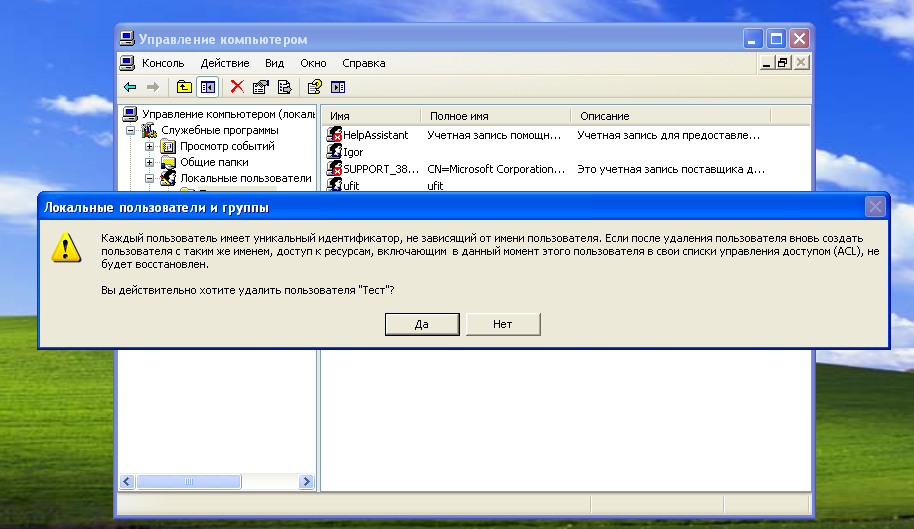 Управление компьютером
Консоль Действие Вид Окно Справка
Управление компьютером (локаль
Служебные программы
Просмотр событий
Общие папки
Локальные пользователи
Имя Полное имя Описание
HelpAssistant Учетная запись помощн... Учетная запись для предоставле...
Igor
SUPPORT_38... CN=Microsoft Corporation... Это учетная запись поставщика д...
ufit ufit
Локальные пользователи и группы
Каждый пользователь имеет уникальный идентификатор, не зависящий от имени пользователя. Если после удаления пользователя вновь создать
пользователя с таким же именем, доступ к ресурсам, включающим в данный момент этого пользователя в свои списки управления доступом (ACL), не
будет восстановлен.
Вы действительно хотите удалить пользователя "Тест"?
Да Нет